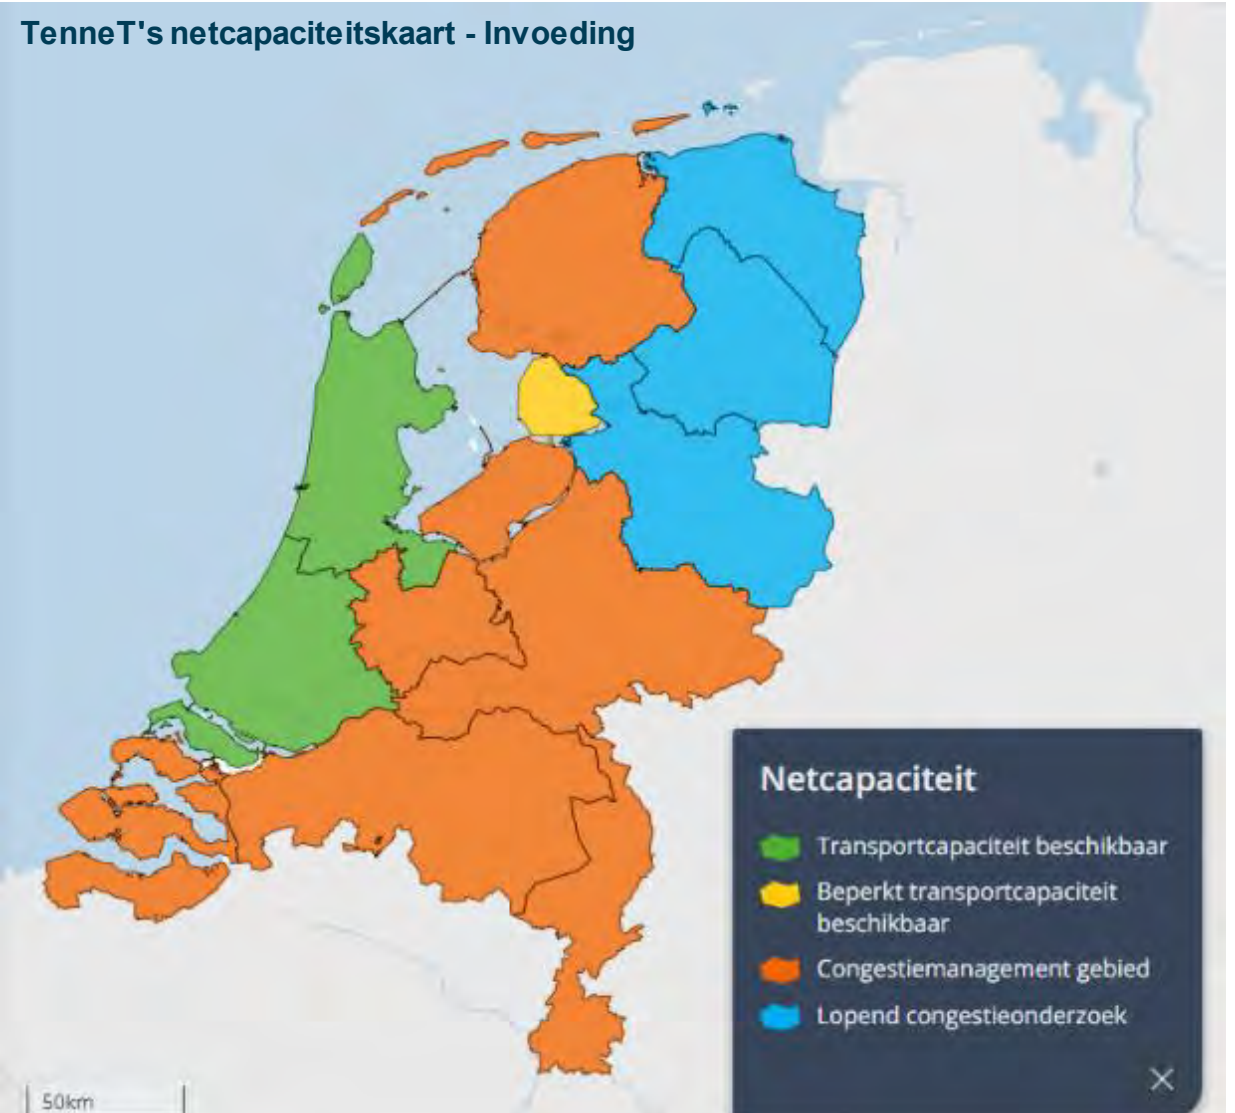 TenneT's netcapaciteitskaart - Invoeding
Netcapaciteit
Transportcapaciteit beschikbaar
Beperkt transportcapaciteit
beschikbaar
Congestiemanagement gebied
Lopend congestieonderzoek
50km